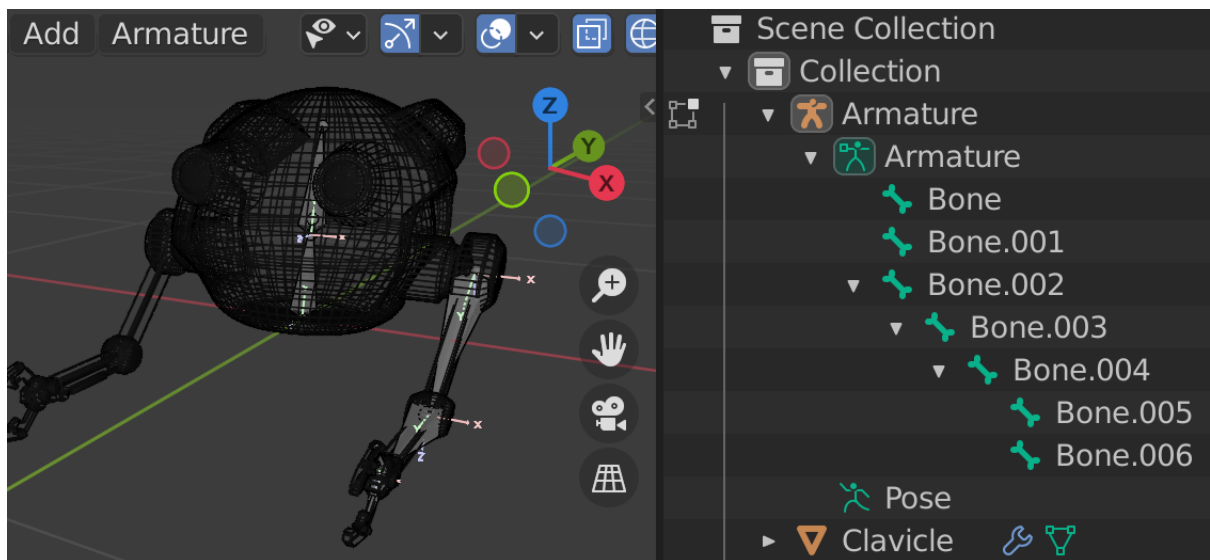 Add Armature
Z
Y
X
x
x
Y
x
Y
Z
Scene Collection
Collection
Armature
Armature
Bone
Bone.001
Bone.002
Bone.003
Bone.004
Bone.005
Bone.006
Pose
Clavicle